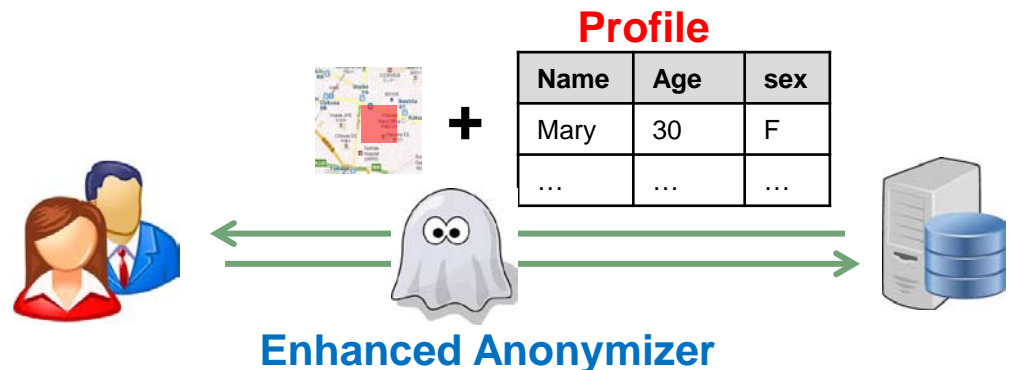 Profile
Name Age sex
Mary 30 F
... ... ...
Enhanced Anonymizer